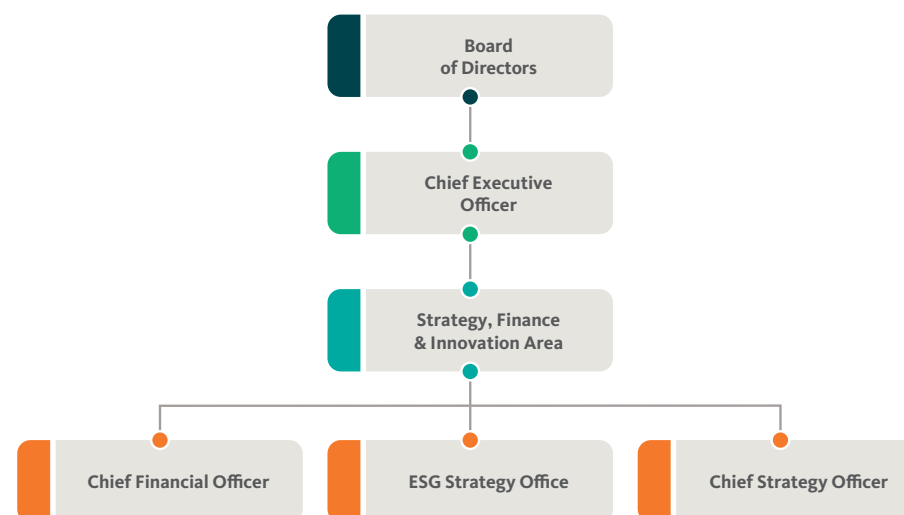 Board
of Directors
Chief Executive
Officer
Strategy, Finance
& Innovation Area
Chief Financial Officer
ESG Strategy Office
Chief Strategy Officer